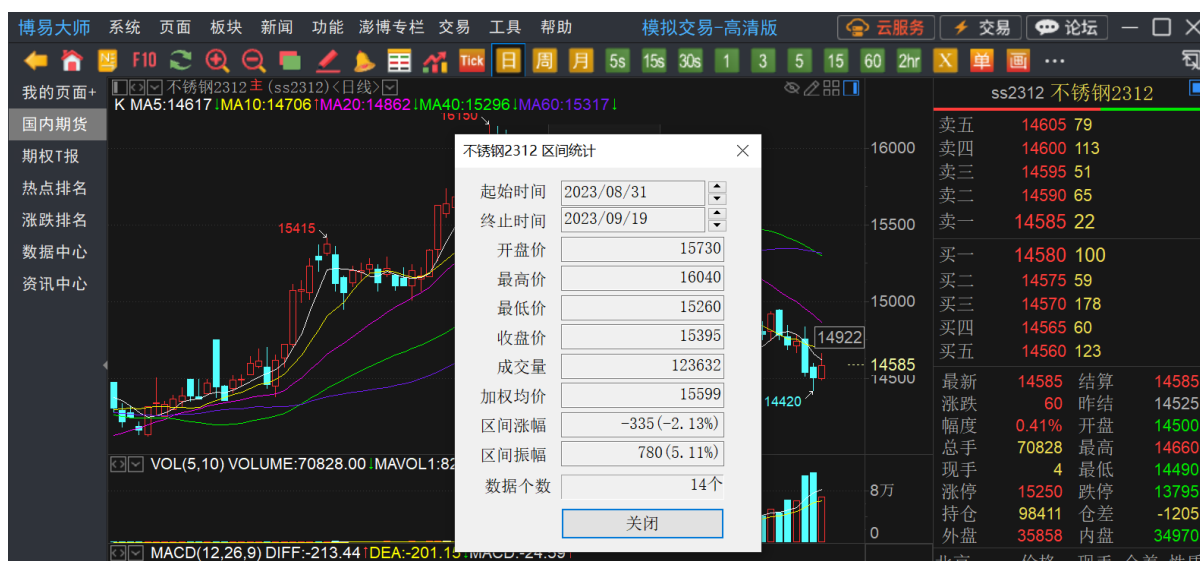 博易大师 系统 页面 板块 新闻 功能 澎博专栏 交易 工具 帮助 模拟交易-高清版 云服务 交易 论坛
F10 Tick 日 周 月 5s 15s 30s 1 3 5 15 60 2hr X 单 画
我的页面+
国内期货
期权T报
热点排名
涨跌排名
数据中心
资讯中心
不锈钢2312主(ss2312)<日线>
K MA5:14617↓MA10:14706↑MA20:14862↓MA40:15296↓MA60:15317↓
16150
15415
14420
16000
15500
15000
14922
14585
14500
不锈钢2312 区间统计
起始时间 2023/08/31
终止时间 2023/09/19
开盘价 15730
最高价 16040
最低价 15260
收盘价 15395
成交量 123632
加权均价 15599
区间涨幅 -335(-2.13%)
区间振幅 780(5.11%)
数据个数 14个
关闭
VOL(5,10) VOLUME:70828.00↓MAVOL1:82
8万
0
MACD(12,26,9) DIFF:-213.44↑DEA:-201.15↓MACD:-24.59↑
ss2312 不锈钢2312
卖五 14605 79
卖四 14600 113
卖三 14595 51
卖二 14590 65
卖一 14585 22
买一 14580 100
买二 14575 59
买三 14570 178
买四 14565 60
买五 14560 123
最新 14585 结算 14585
涨跌 60 昨结 14525
幅度 0.41% 开盘 14500
总手 70828 最高 14660
现手 4 最低 14490
涨停 15250 跌停 13795
持仓 98411 仓差 -1205
外盘 35858 内盘 34970